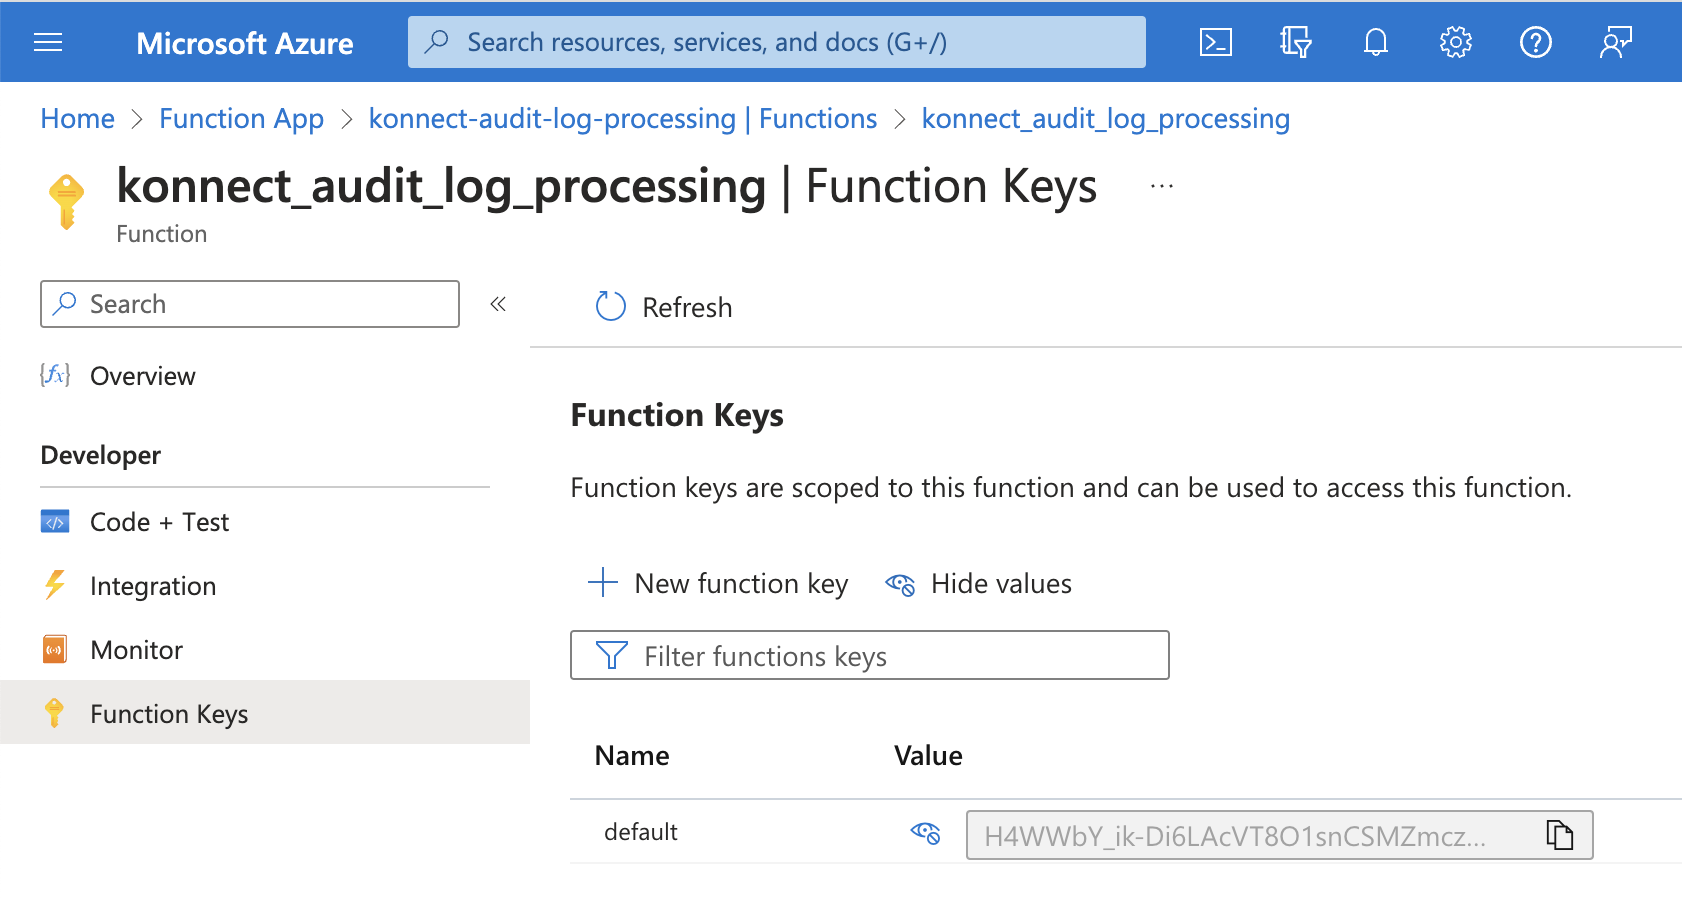 Microsoft Azure
Search resources, services, and docs (G+/)
Home > Function App > konnect-audit-log-processing | Functions > konnect_audit_log_processing
konnect_audit_log_processing | Function Keys ...
Function
Search
«
Refresh
Overview
Developer
Code + Test
Integration
Monitor
Function Keys
Function Keys
Function keys are scoped to this function and can be used to access this function.
New function key
Hide values
Filter functions keys
Name Value
default H4WWbY_ik-Di6LAcVT8O1snCSMZmcz...